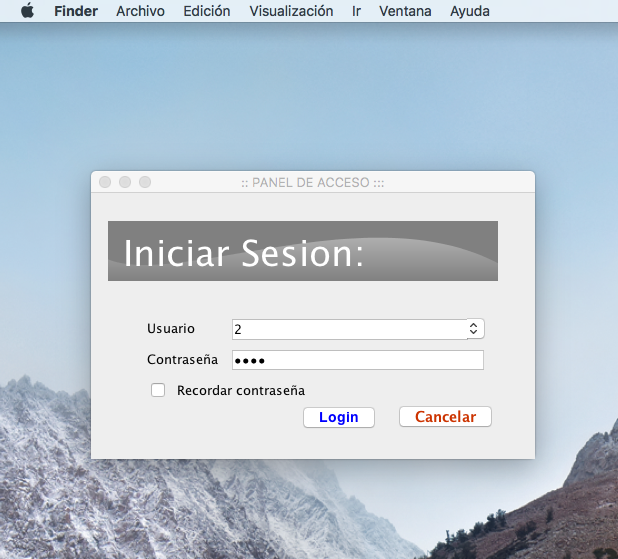 Finder Archivo Edición Visualización Ir Ventana Ayuda
:: PANEL DE ACCESO :::
Iniciar Sesion:
Usuario 2
Contraseña ●●●●
Recordar contraseña
Login Cancelar